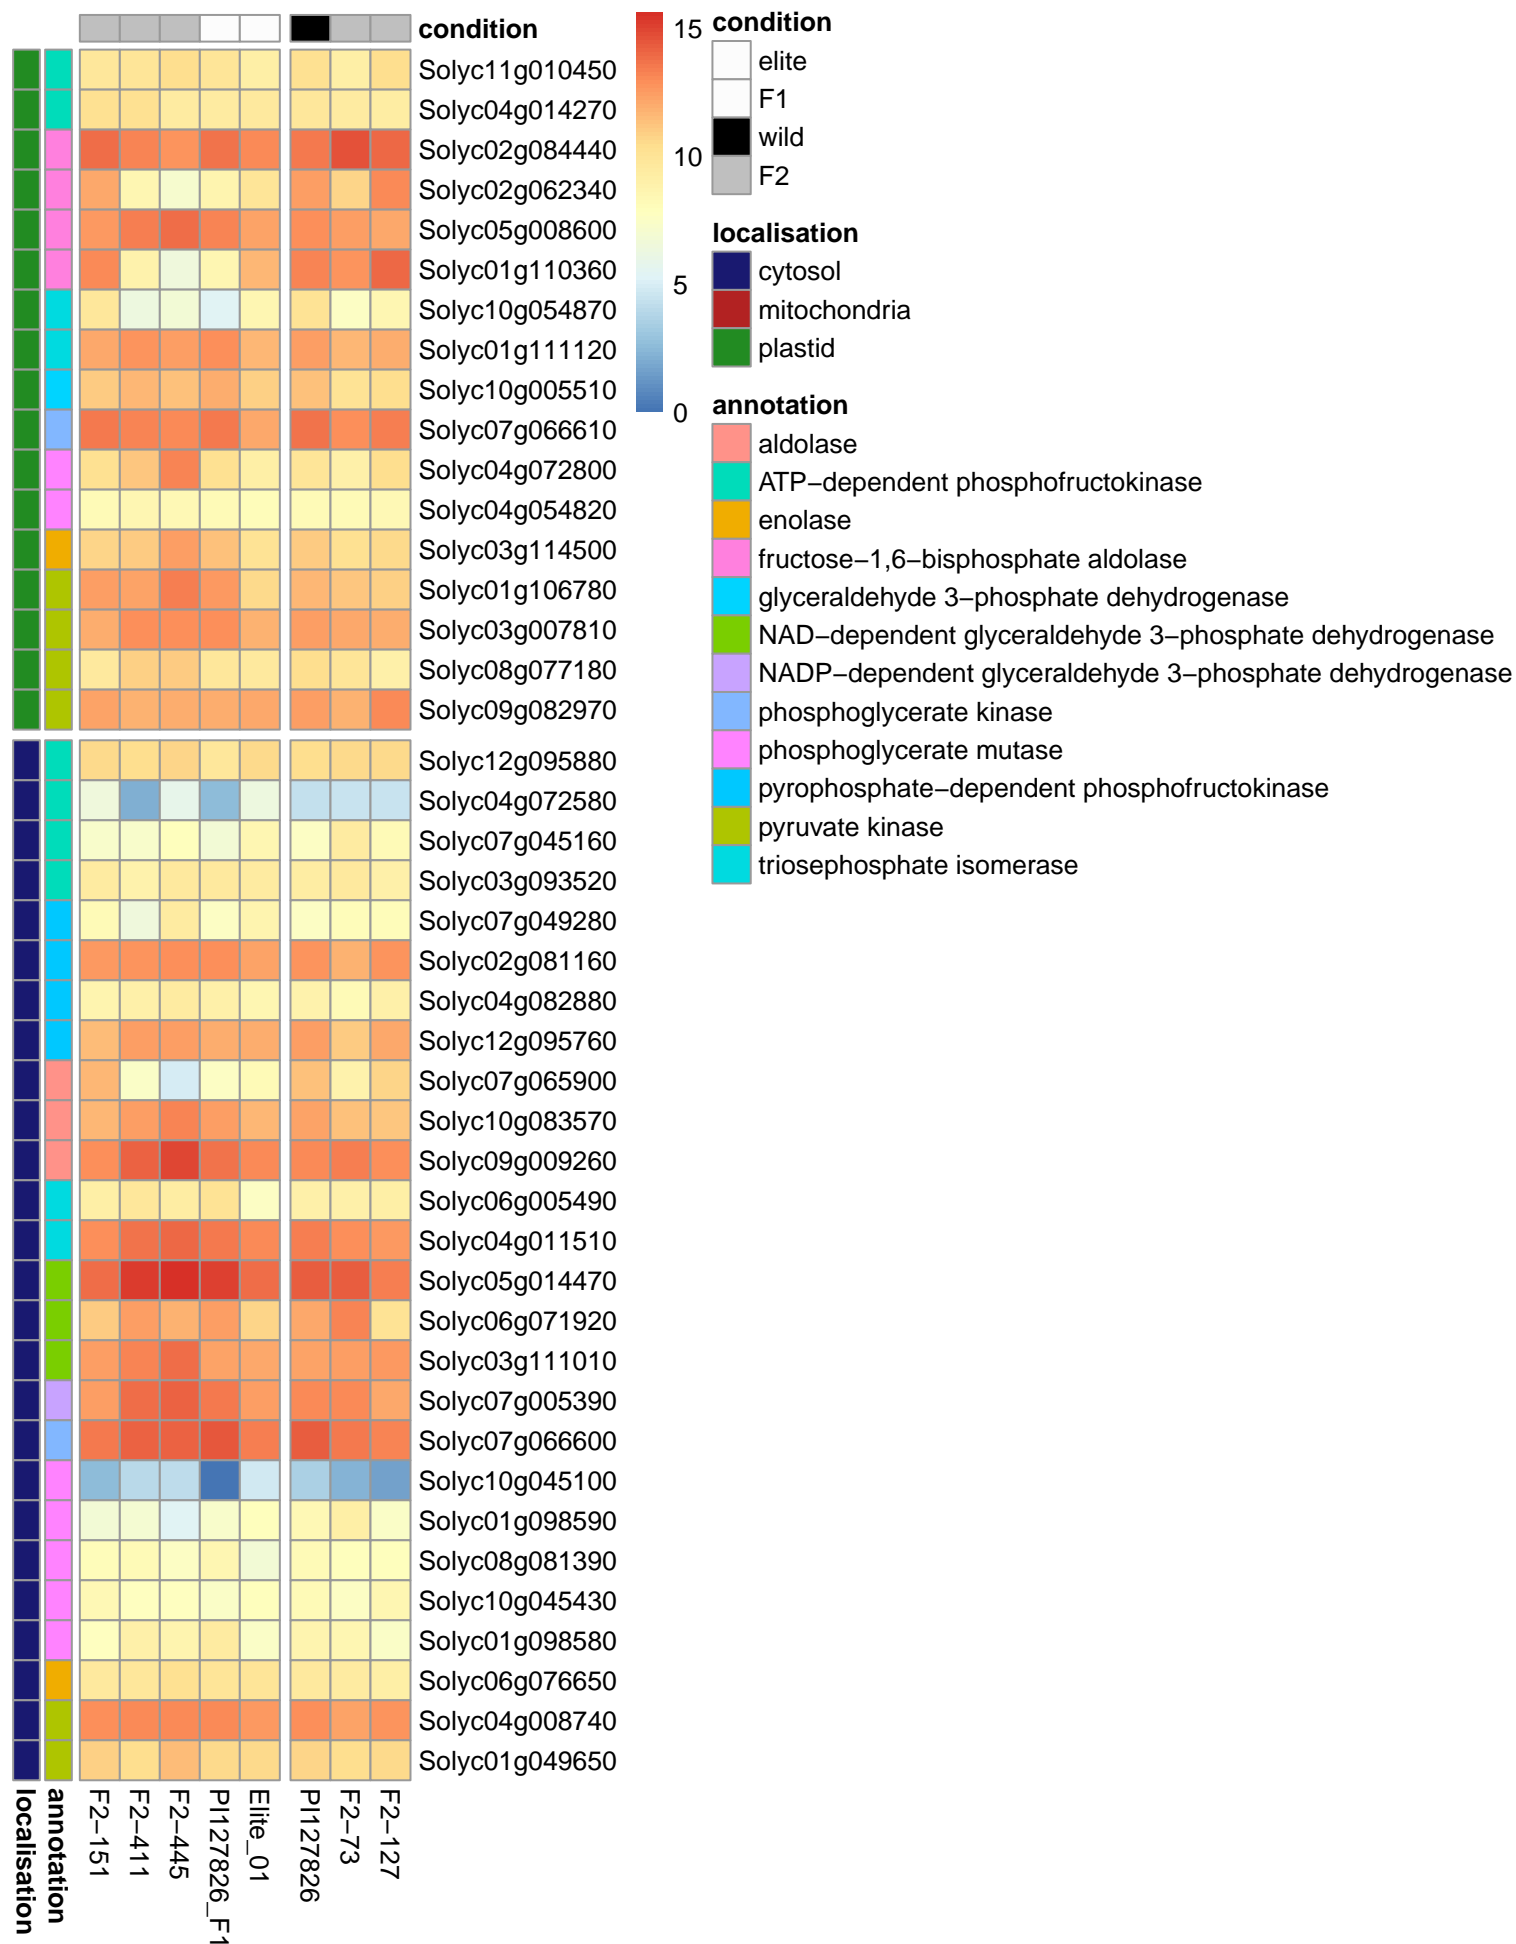 condition
Solyc11g010450
Solyc04g014270
Solyc02g084440
Solyc02g062340
Solyc05g008600
Solyc01g110360
Solyc10g054870
Solyc01g111120
Solyc10g005510
Solyc07g066610
Solyc04g072800
Solyc04g054820
Solyc03g114500
Solyc01g106780
Solyc03g007810
Solyc08g077180
Solyc09g082970
Solyc12g095880
Solyc04g072580
Solyc07g045160
Solyc03g093520
Solyc07g049280
Solyc02g081160
Solyc04g082880
Solyc12g095760
Solyc07g065900
Solyc10g083570
Solyc09g009260
Solyc06g005490
Solyc04g011510
Solyc05g014470
Solyc06g071920
Solyc03g111010
Solyc07g005390
Solyc07g066600
Solyc10g045100
Solyc01g098590
Solyc08g081390
Solyc10g045430
Solyc01g098580
Solyc06g076650
Solyc04g008740
Solyc01g049650
localisation
annotation
F2−151
F2−411
F2−445
PI127826_F1
Elite_01
PI127826
F2−73
F2−127
15
10
5
0
condition
elite
F1
wild
F2
localisation
cytosol
mitochondria
plastid
annotation
aldolase
ATP−dependent phosphofructokinase
enolase
fructose−1,6−bisphosphate aldolase
glyceraldehyde 3−phosphate dehydrogenase
NAD−dependent glyceraldehyde 3−phosphate dehydrogenase
NADP−dependent glyceraldehyde 3−phosphate dehydrogenase
phosphoglycerate kinase
phosphoglycerate mutase
pyrophosphate−dependent phosphofructokinase
pyruvate kinase
triosephosphate isomerase